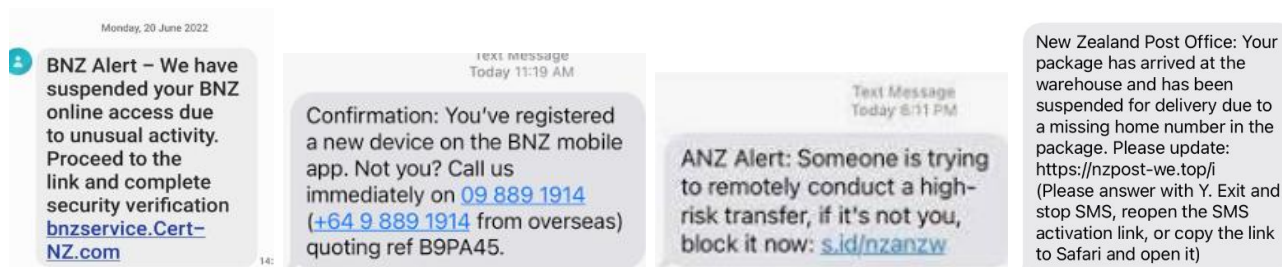 Monday, 20 June 2022
BNZ Alert – We have
suspended your BNZ
online access due
to unusual activity.
Proceed to the
link and complete
security verification
bnzservice.Cert-
NZ.com
14:
Text Message
Today 11:19 AM
Confirmation: You've registered
a new device on the BNZ mobile
app. Not you? Call us
immediately on 09 889 1914
(+64 9 889 1914 from overseas)
quoting ref B9PA45.
Text Message
Today 6:11 PM
ANZ Alert: Someone is trying
to remotely conduct a high-
risk transfer, if it's not you,
block it now: s.id/nzanzw
New Zealand Post Office: Your
package has arrived at the
warehouse and has been
suspended for delivery due to
a missing home number in the
package. Please update:
https://nzpost-we.top/i
(Please answer with Y. Exit and
stop SMS, reopen the SMS
activation link, or copy the link
to Safari and open it)